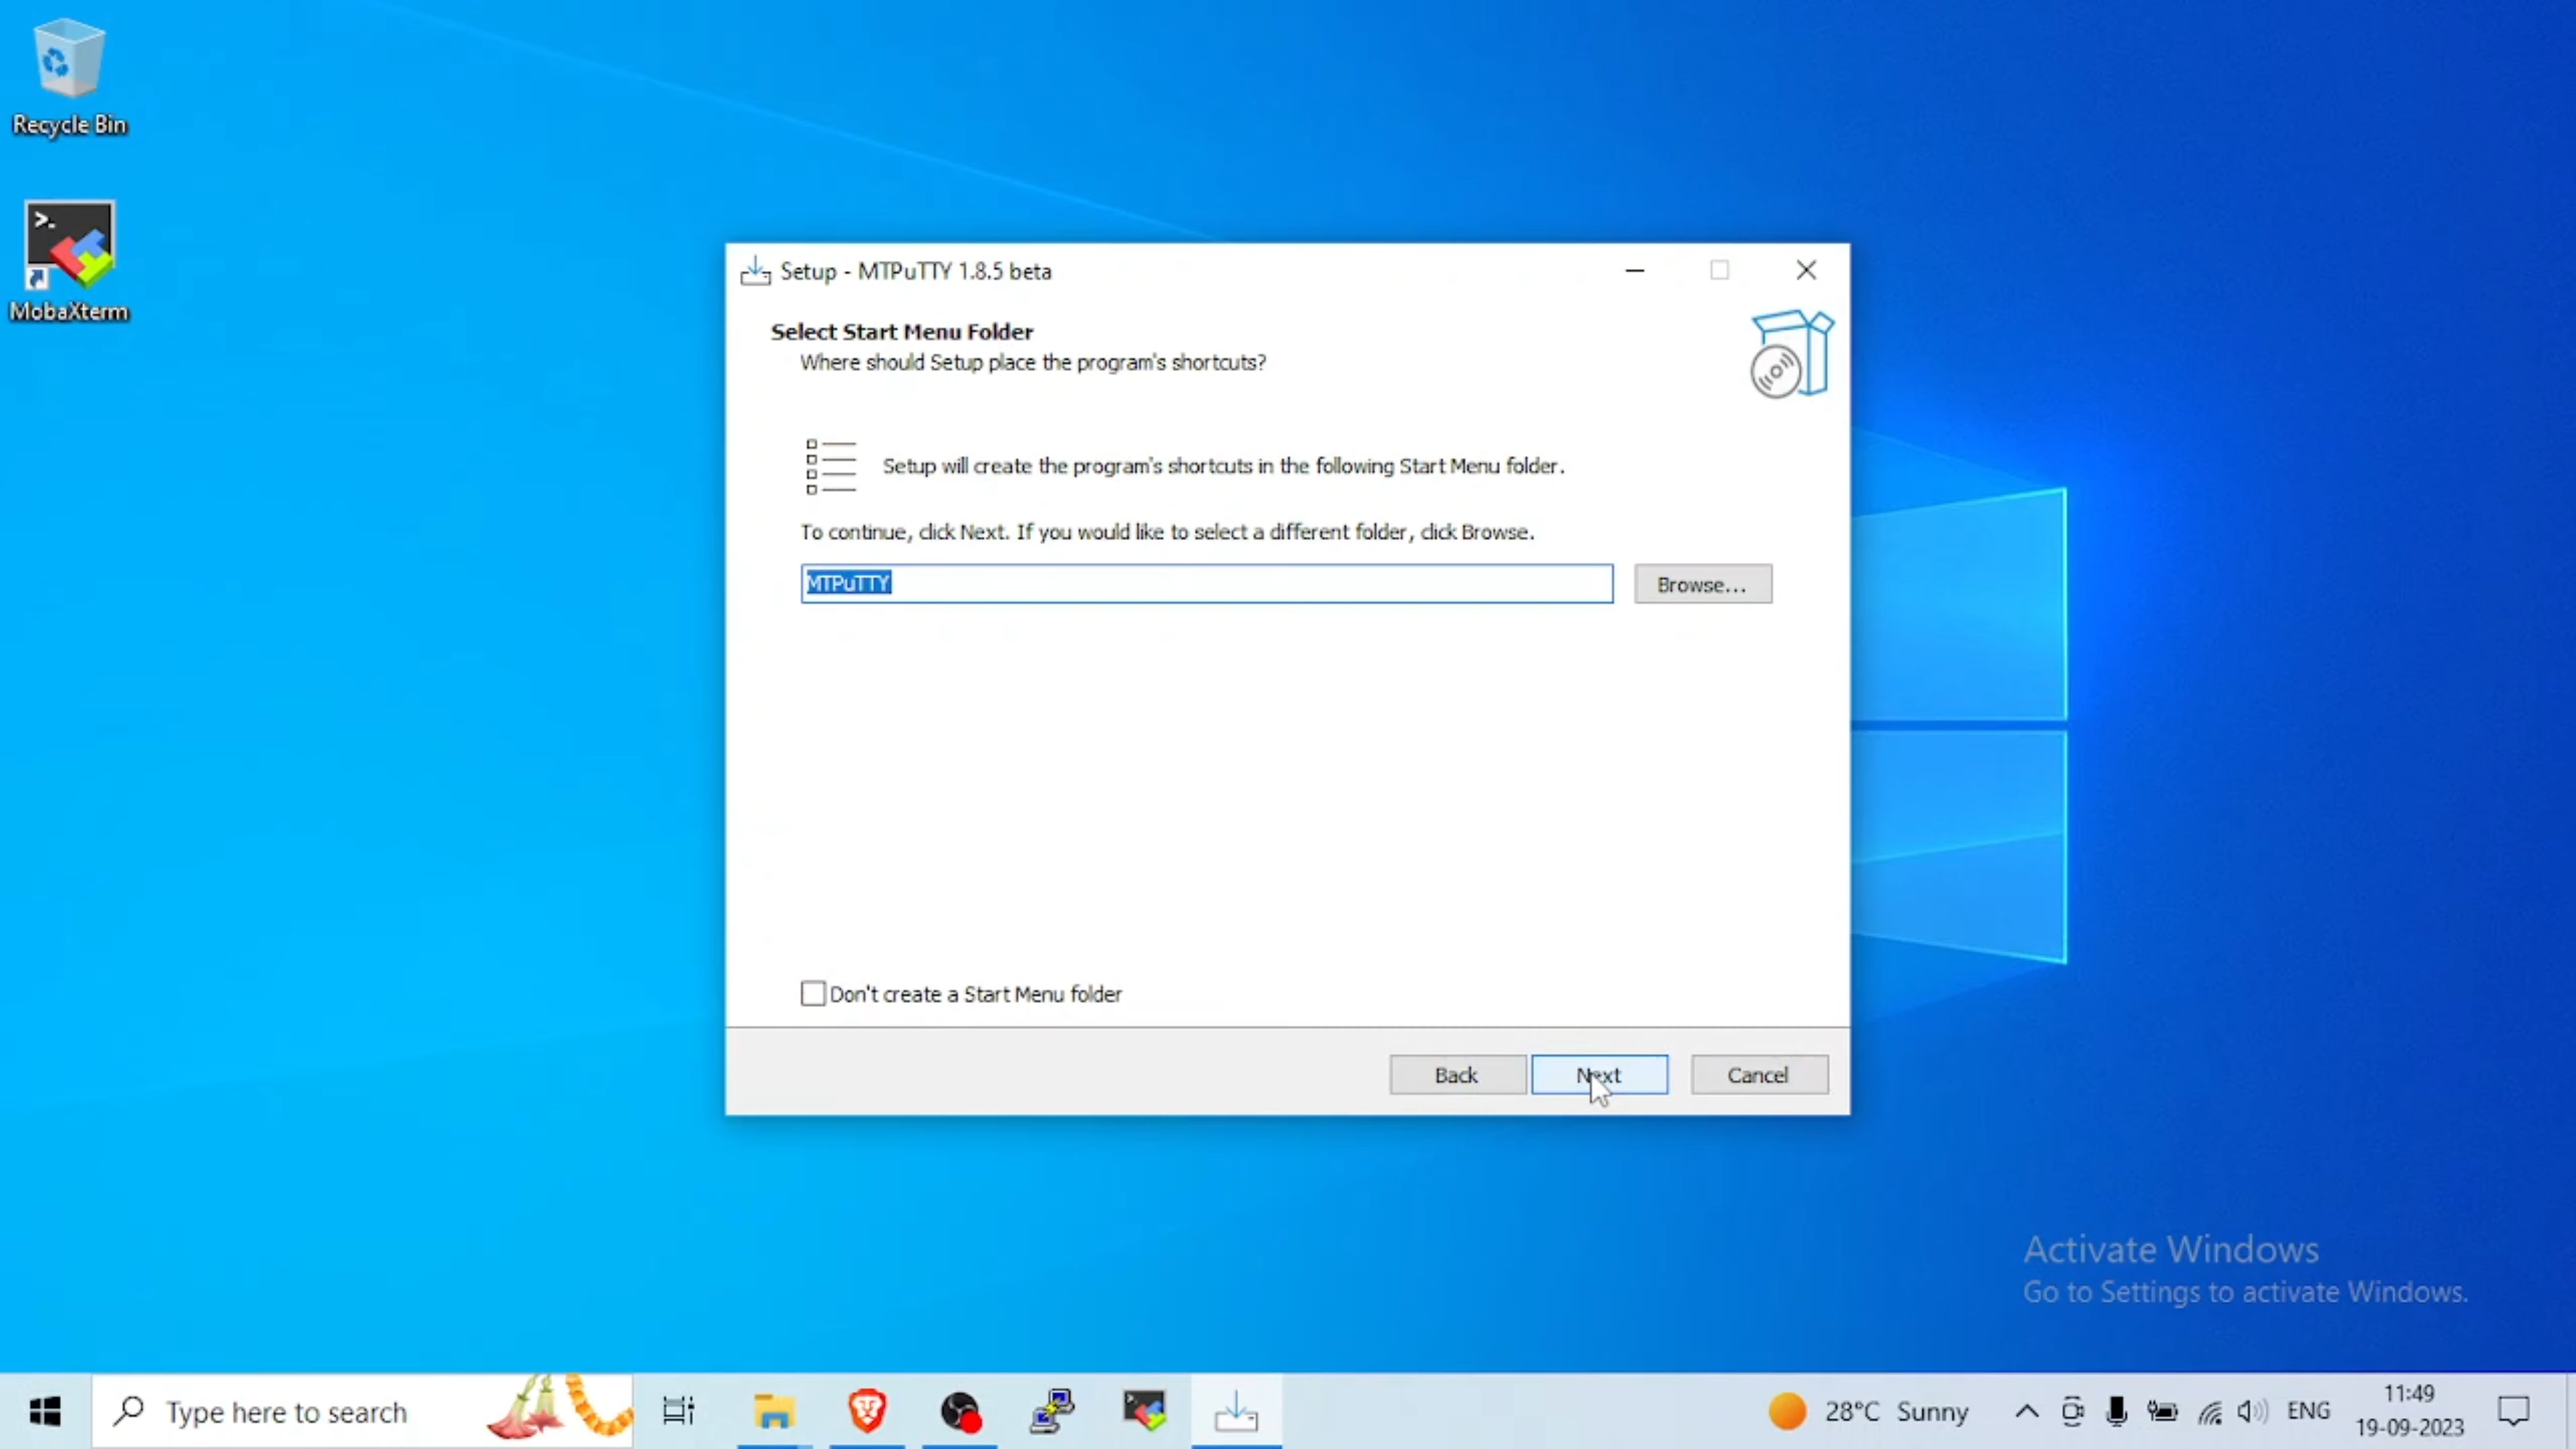 Recycle Bin
MobaXterm
Setup - MTPuTTY 1.8.5 beta
Select Start Menu Folder
Where should Setup place the program's shortcuts?
Setup will create the program's shortcuts in the following Start Menu folder.
To continue, click Next. If you would like to select a different folder, click Browse.
MTPuTTY
Browse...
Don't create a Start Menu folder
Back
Next
Cancel
Activate Windows
Go to Settings to activate Windows.
Type here to search
28°C Sunny
ENG
11:49
19-09-2023